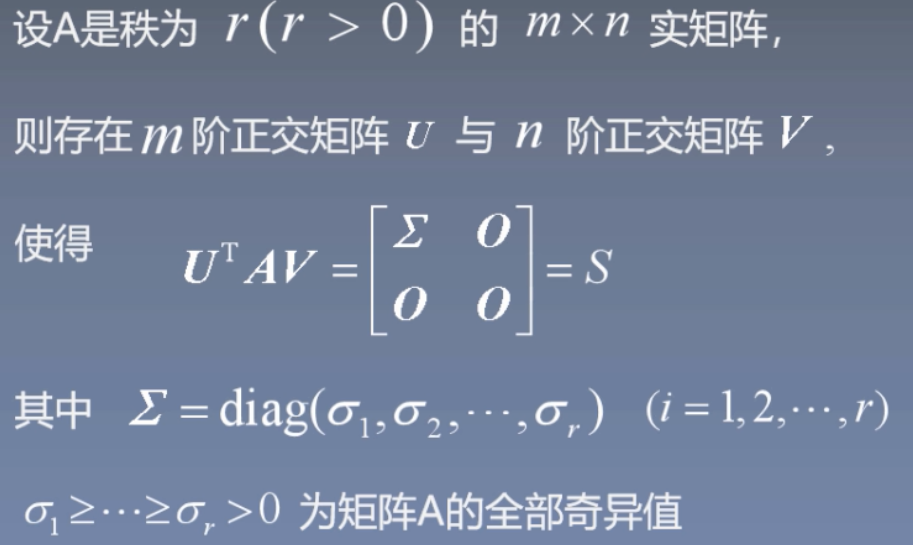 设A是秩为 r(r > 0) 的 m×n 实矩阵,
则存在 m 阶正交矩阵 U 与 n 阶正交矩阵 V ,
使得 UᵀAV = [Σ O; O O] = S
其中 Σ = diag(σ₁,σ₂,⋯,σᵣ) (i = 1,2,⋯,r)
σ₁ ≥⋯≥ σᵣ >0 为矩阵A的全部奇异值